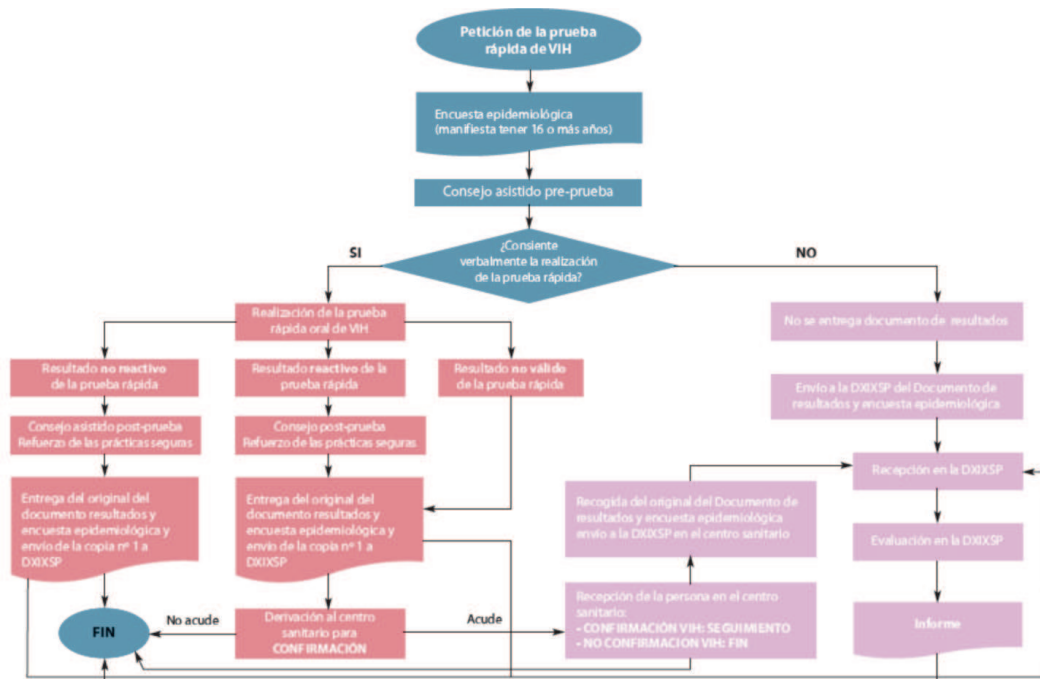 Petición de la prueba
rápida de VIH
Encuesta epidemiológica
(manifiesta tener 16 o más años)
Consejo asistido pre-prueba
¿Consiente
verbalmente la realización
de la prueba rápida?
SI
NO
Realización de la prueba
rápida oral de VIH
No se entrega documento de resultados
Resultado no reactivo
de la prueba rápida
Resultado reactivo de la
prueba rápida
Resultado no válido
de la prueba rápida
Envío a la DXIXSP del Documento de
resultados y encuesta epidemiológica
Consejo asistido post-prueba
Refuerzo de las prácticas seguras
Consejo post-prueba
Refuerzo de las prácticas seguras
Recepción en la DXIXSP
Entrega del original del
documento resultados y
encuesta epidemiológica y
envío de la copia nº 1 a
DXIXSP
Entrega del original del
documento resultados y
encuesta epidemiológica y
envío de la copia nº 1 a
DXIXSP
Recogida del original del Documento de
resultados y encuesta epidemiológica
envío a la DXIXSP en el centro sanitario
Evaluación en la DXIXSP
FIN
No acude
Derivación al centro
sanitario para
CONFIRMACIÓN
Acude
Recepción de la persona en el centro
sanitario:
- CONFIRMACIÓN VIH: SEGUIMIENTO
- NO CONFIRMACION VIH: FIN
Informe